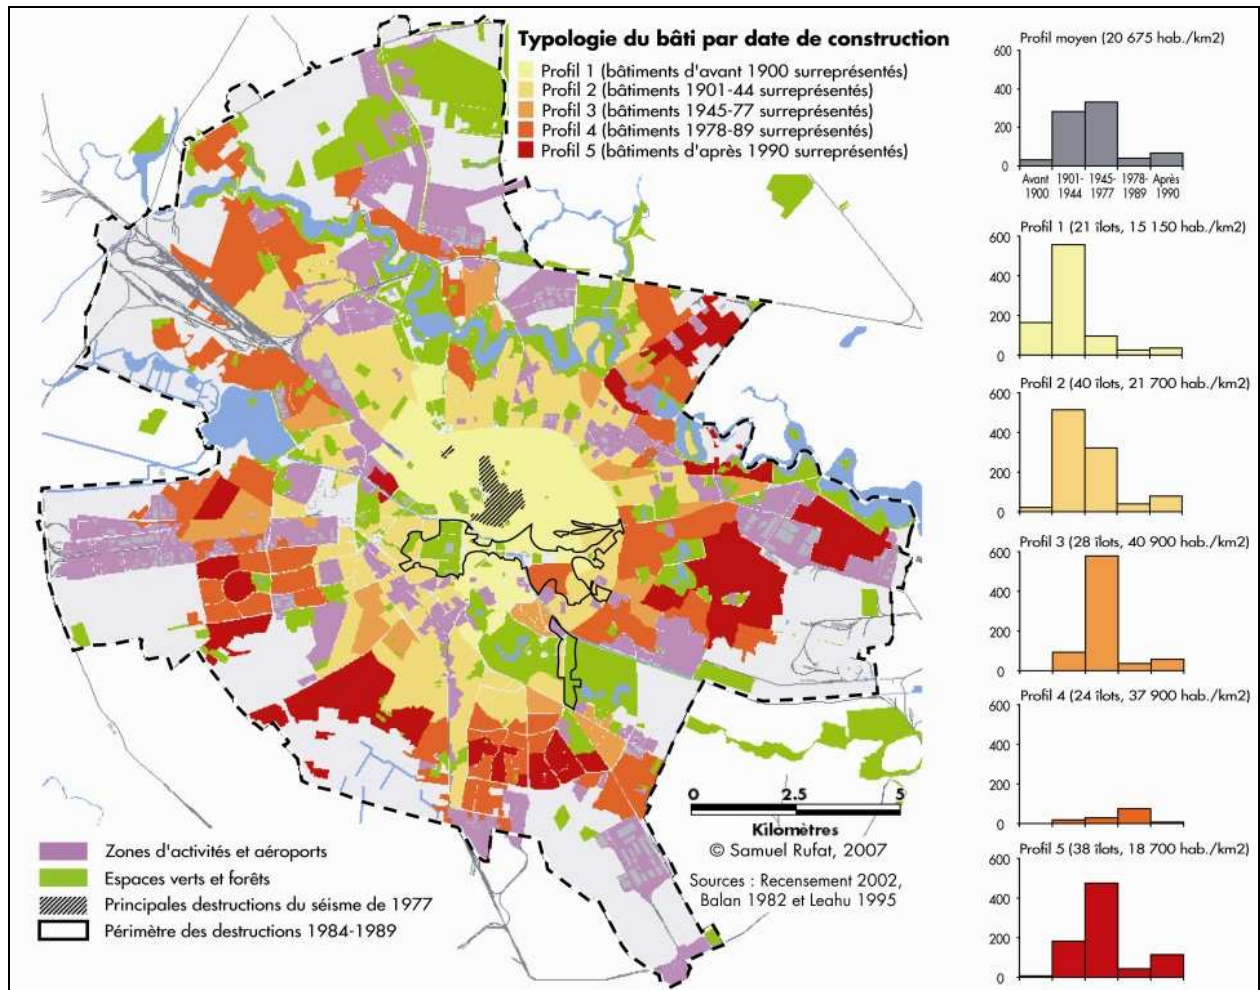 Typologie du bâti par date de construction
Profil 1 (bâtiments d'avant 1900 surreprésentés)
Profil 2 (bâtiments 1901-44 surreprésentés)
Profil 3 (bâtiments 1945-77 surreprésentés)
Profil 4 (bâtiments 1978-89 surreprésentés)
Profil 5 (bâtiments d'après 1990 surreprésentés)
Zones d'activités et aéroports
Espaces verts et forêts
Principales destructions du séisme de 1977
Périmètre des destructions 1984-1989
0 2.5 5
Kilomètres
© Samuel Rufat, 2007
Sources : Recensement 2002,
Balan 1982 et Leahu 1995
Profil moyen (20 675 hab./km2)
600
400
200
0
Avant 1901- 1945- 1978- Après
1900 1944 1977 1989 1990
Profil 1 (21 îlots, 15 150 hab./km2)
600
400
200
0
Profil 2 (40 îlots, 21 700 hab./km2)
600
400
200
0
Profil 3 (28 îlots, 40 900 hab./km2)
600
400
200
0
Profil 4 (24 îlots, 37 900 hab./km2)
600
400
200
0
Profil 5 (38 îlots, 18 700 hab./km2)
600
400
200
0